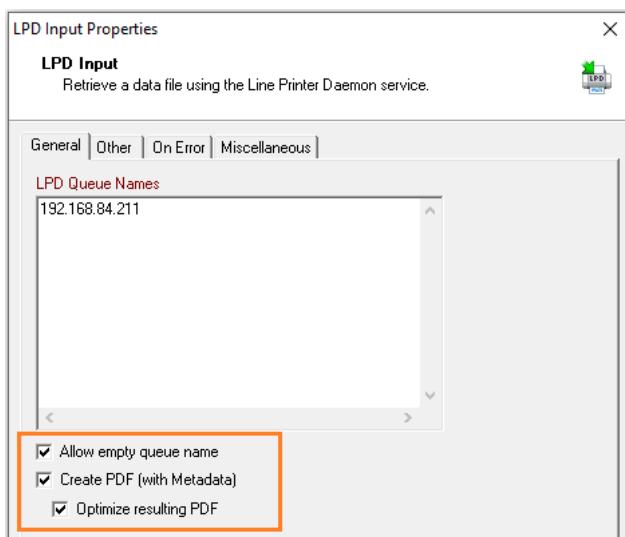 LPD Input Properties
LPD Input
Retrieve a data file using the Line Printer Daemon service.
LPD
General Other On Error Miscellaneous
LPD Queue Names
192.168.84.211
Allow empty queue name
Create PDF (with Metadata)
Optimize resulting PDF